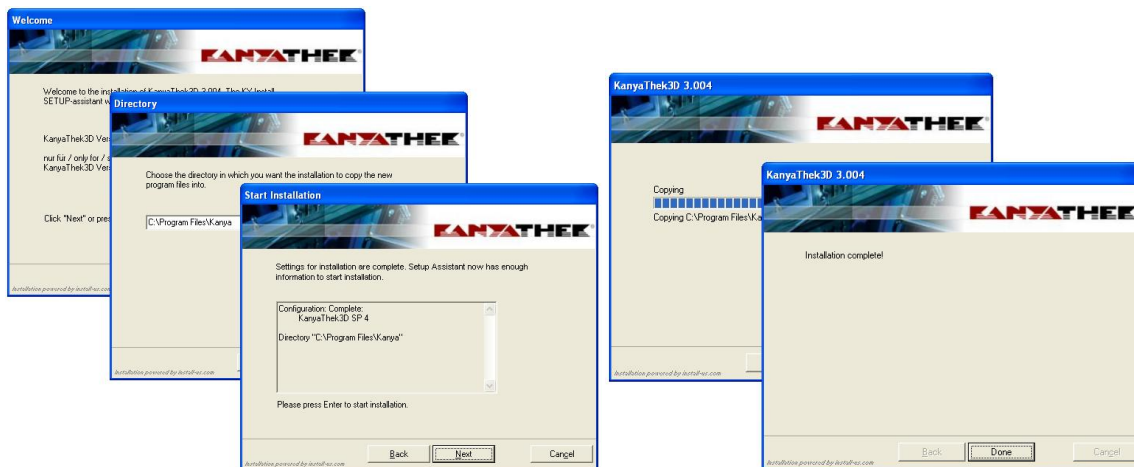 Welcome
KANYATHEK
Welcome to the installation of KanyaThek3D 3.004. The KY Install
SETUP-assistant
KanyaThek3D
nur für / only for /
KanyaThek3D
Click "Next" or
Installation powered by install-us.com
Directory
KANYATHEK
Choose the directory in which you want the installation to copy the new
program files into.
C:\Program Files\Kanya
Installation powered by install-us.com
Start Installation
KANYATHEK
Settings for installation are complete. Setup Assistant now has enough
information to start installation.
Configuration: Complete:
KanyaThek3D SP 4
Directory "C:\Program Files\Kanya"
Please press Enter to start installation.
Back Next Cancel
Installation powered by install-us.com
KanyaThek3D 3.004
KANYATHEK
Copying
Copying C:\Program Files\
Installation powered by install-us.com
KanyaThek3D 3.004
KANYATHEK
Installation complete!
Back Done Cancel
Installation powered by install-us.com